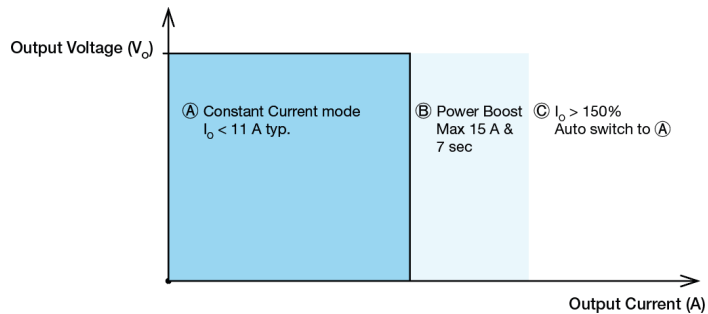 Output Voltage (Vo)
Ⓐ Constant Current mode
Io < 11 A typ.
Ⓑ Power Boost
Max 15 A &
7 sec
Ⓒ Io > 150%
Auto switch to Ⓐ
Output Current (A)